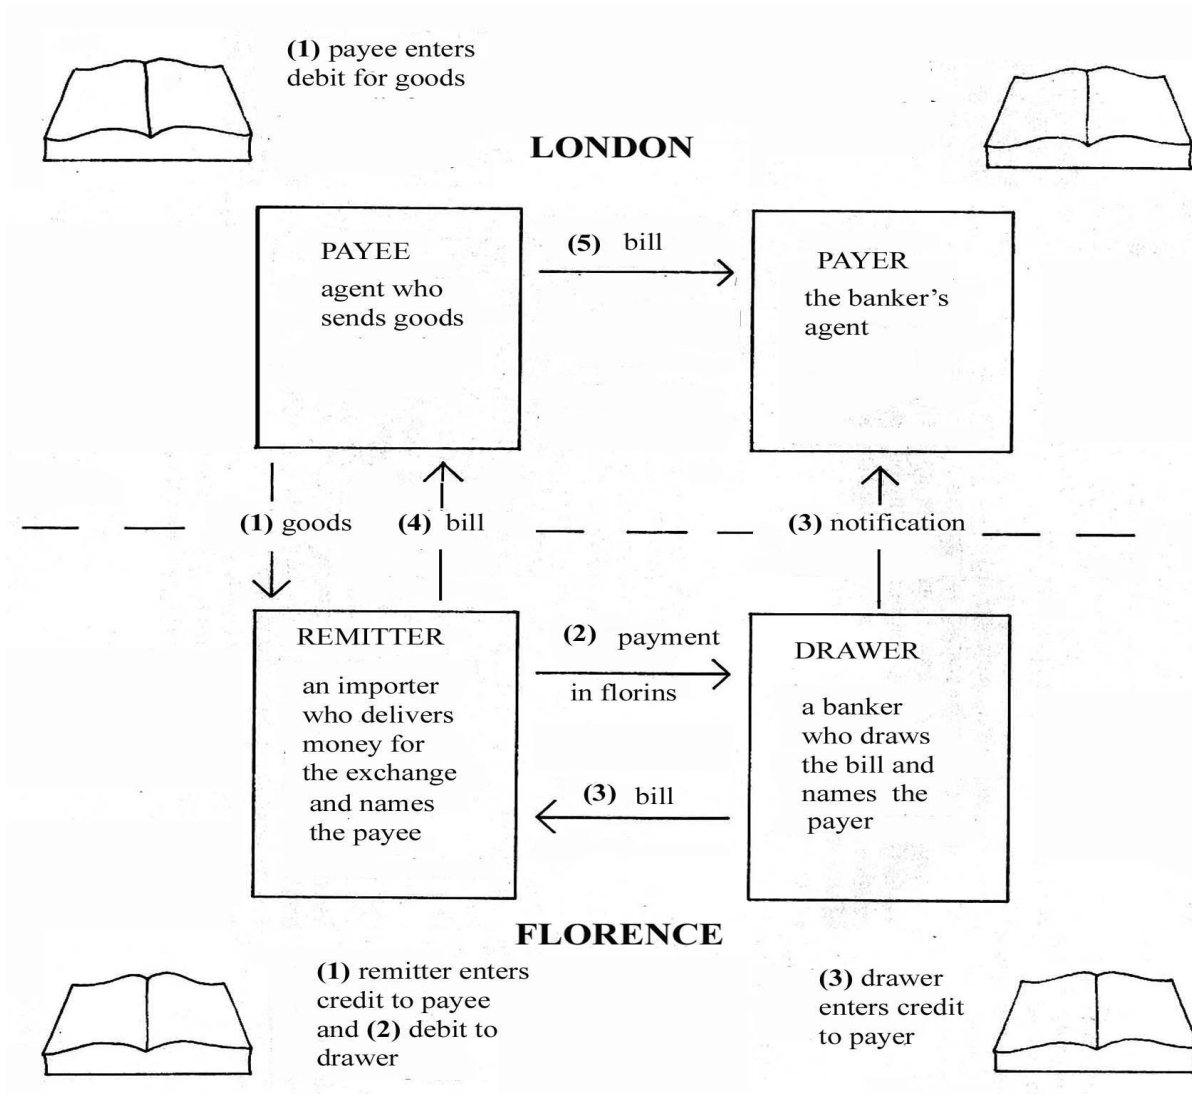 (1) payee enters
debit for goods
LONDON
PAYEE
agent who
sends goods
(5) bill
PAYER
the banker's
agent
(1) goods
(4) bill
(3) notification
REMITTER
an importer
who delivers
money for
the exchange
and names
the payee
(2) payment
in florins
(3) bill
DRAWER
a banker
who draws
the bill and
names the
payer
FLORENCE
(1) remitter enters
credit to payee
and (2) debit to
drawer
(3) drawer
enters credit
to payer